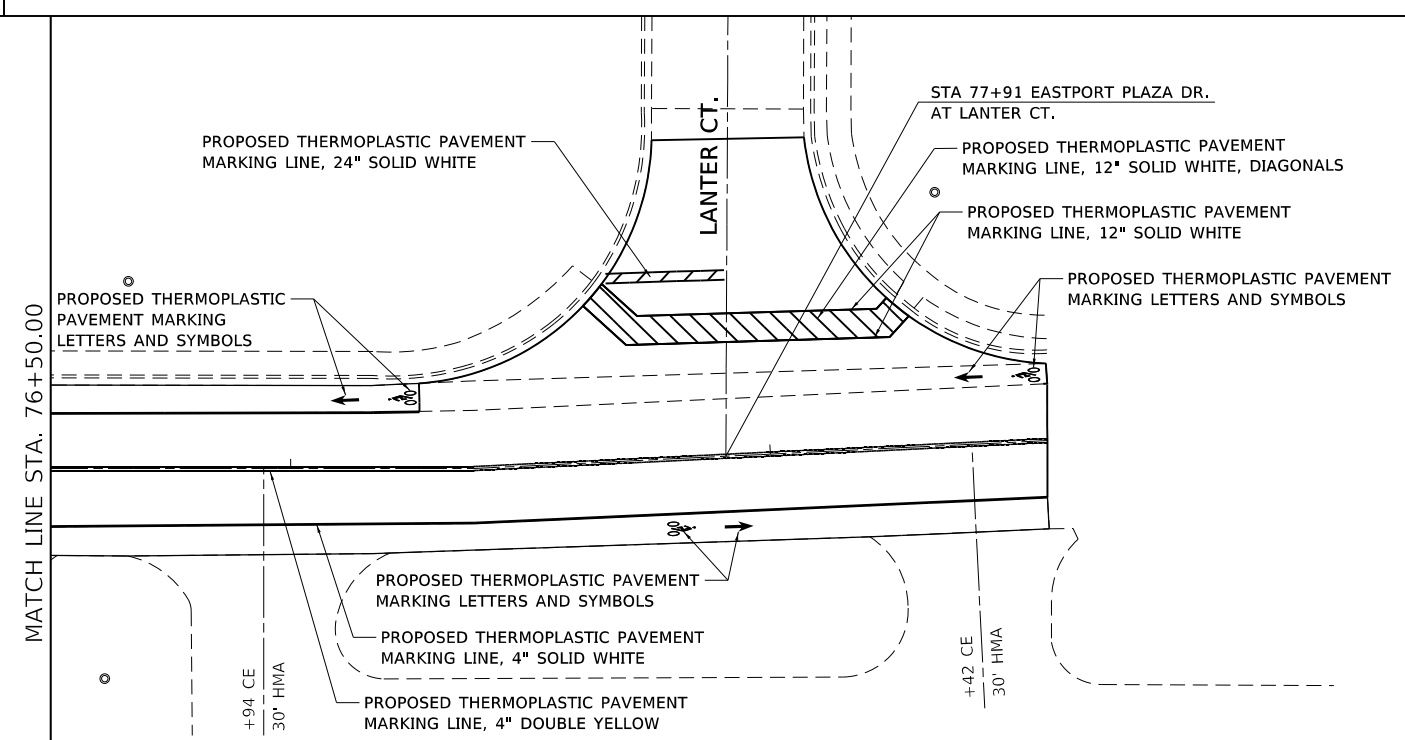 STA 77+91 EASTPORT PLAZA DR.
AT LANTER CT.
LANTER CT.
PROPOSED THERMOPLASTIC PAVEMENT
MARKING LINE, 24" SOLID WHITE
PROPOSED THERMOPLASTIC PAVEMENT
MARKING LINE, 12" SOLID WHITE, DIAGONALS
PROPOSED THERMOPLASTIC PAVEMENT
MARKING LINE, 12" SOLID WHITE
PROPOSED THERMOPLASTIC PAVEMENT
MARKING LETTERS AND SYMBOLS
PROPOSED THERMOPLASTIC
PAVEMENT MARKING
LETTERS AND SYMBOLS
MATCH LINE STA. 76+50.00
PROPOSED THERMOPLASTIC PAVEMENT
MARKING LETTERS AND SYMBOLS
PROPOSED THERMOPLASTIC PAVEMENT
MARKING LINE, 4" SOLID WHITE
PROPOSED THERMOPLASTIC PAVEMENT
MARKING LINE, 4" DOUBLE YELLOW
+94 CE
30' HMA
+42 CE
30' HMA